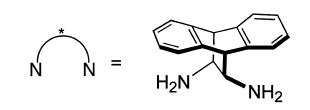 *
N N =
H₂N NH₂